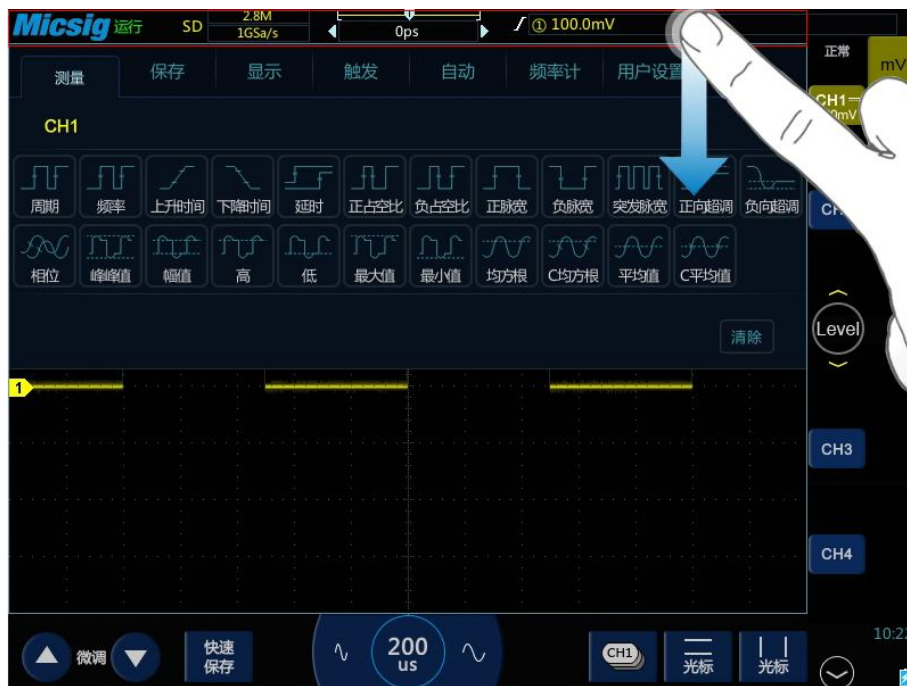 Micsig 运行 SD 2.8M 1GSa/s 0ps ① 100.0mV
正常
mV
测量 保存 显示 触发 自动 频率计 用户设置
CH1
CH1
周期 频率 上升时间 下降时间 延时 正占空比 负占空比 正脉宽 负脉宽 突发脉宽 正向超调 负向超调
相位 峰峰值 幅值 高 低 最大值 最小值 均方根 C均方根 平均值 C平均值
清除
Level
1
CH3
CH4
10:22
微调 快速保存 200 us CH1 光标 光标